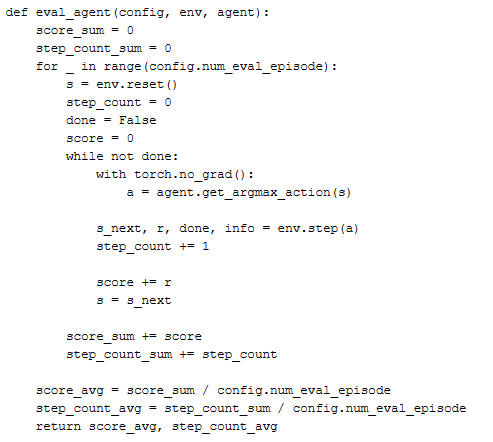 def eval_agent(config, env, agent):
    score_sum = 0
    step_count_sum = 0
    for _ in range(config.num_eval_episode):
        s = env.reset()
        step_count = 0
        done = False
        score = 0
        while not done:
            with torch.no_grad():
                a = agent.get_argmax_action(s)

            s_next, r, done, info = env.step(a)
            step_count += 1

            score += r
            s = s_next

        score_sum += score
        step_count_sum += step_count

    score_avg = score_sum / config.num_eval_episode
    step_count_avg = step_count_sum / config.num_eval_episode
    return score_avg, step_count_avg